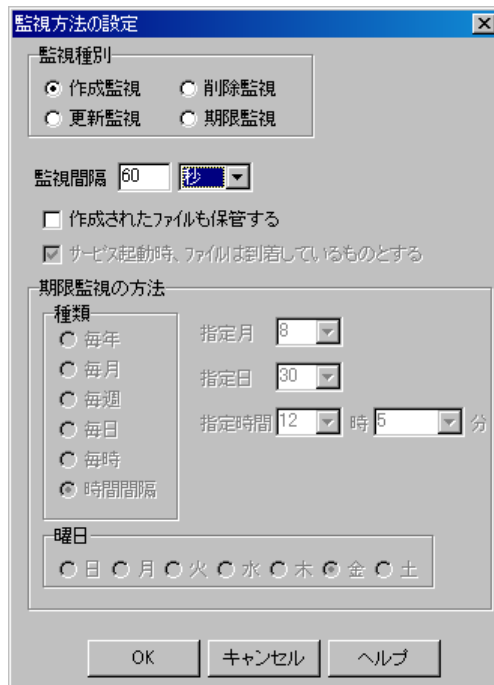 監視方法の設定
監視種別
作成監視 削除監視
更新監視 期限監視
監視間隔 60 秒
作成されたファイルも保管する
サービス起動時、ファイルは到着しているものとする
期限監視の方法
種類
毎年
毎月
毎週
毎日
毎時
時間間隔
指定月 8
指定日 30
指定時間 12 時 5 分
曜日
日 月 火 水 木 金 土
OK キャンセル ヘルプ